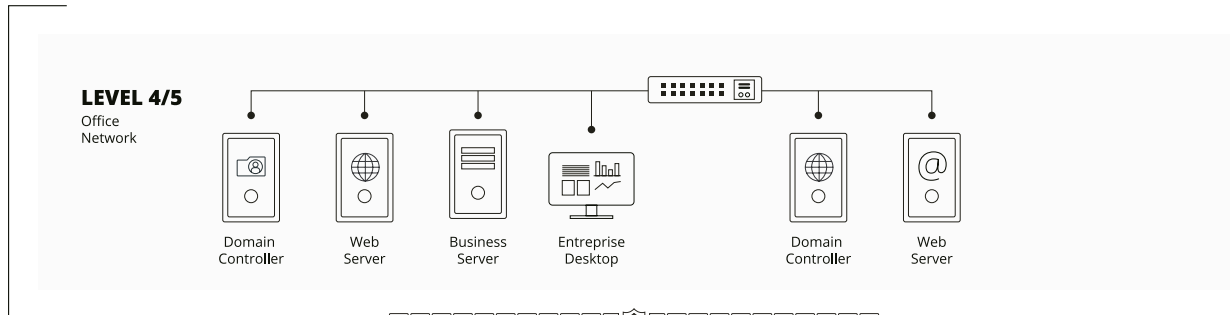 LEVEL 4/5
Office
Network
Domain
Controller
Web
Server
Business
Server
Entreprise
Desktop
Domain
Controller
@
Web
Server